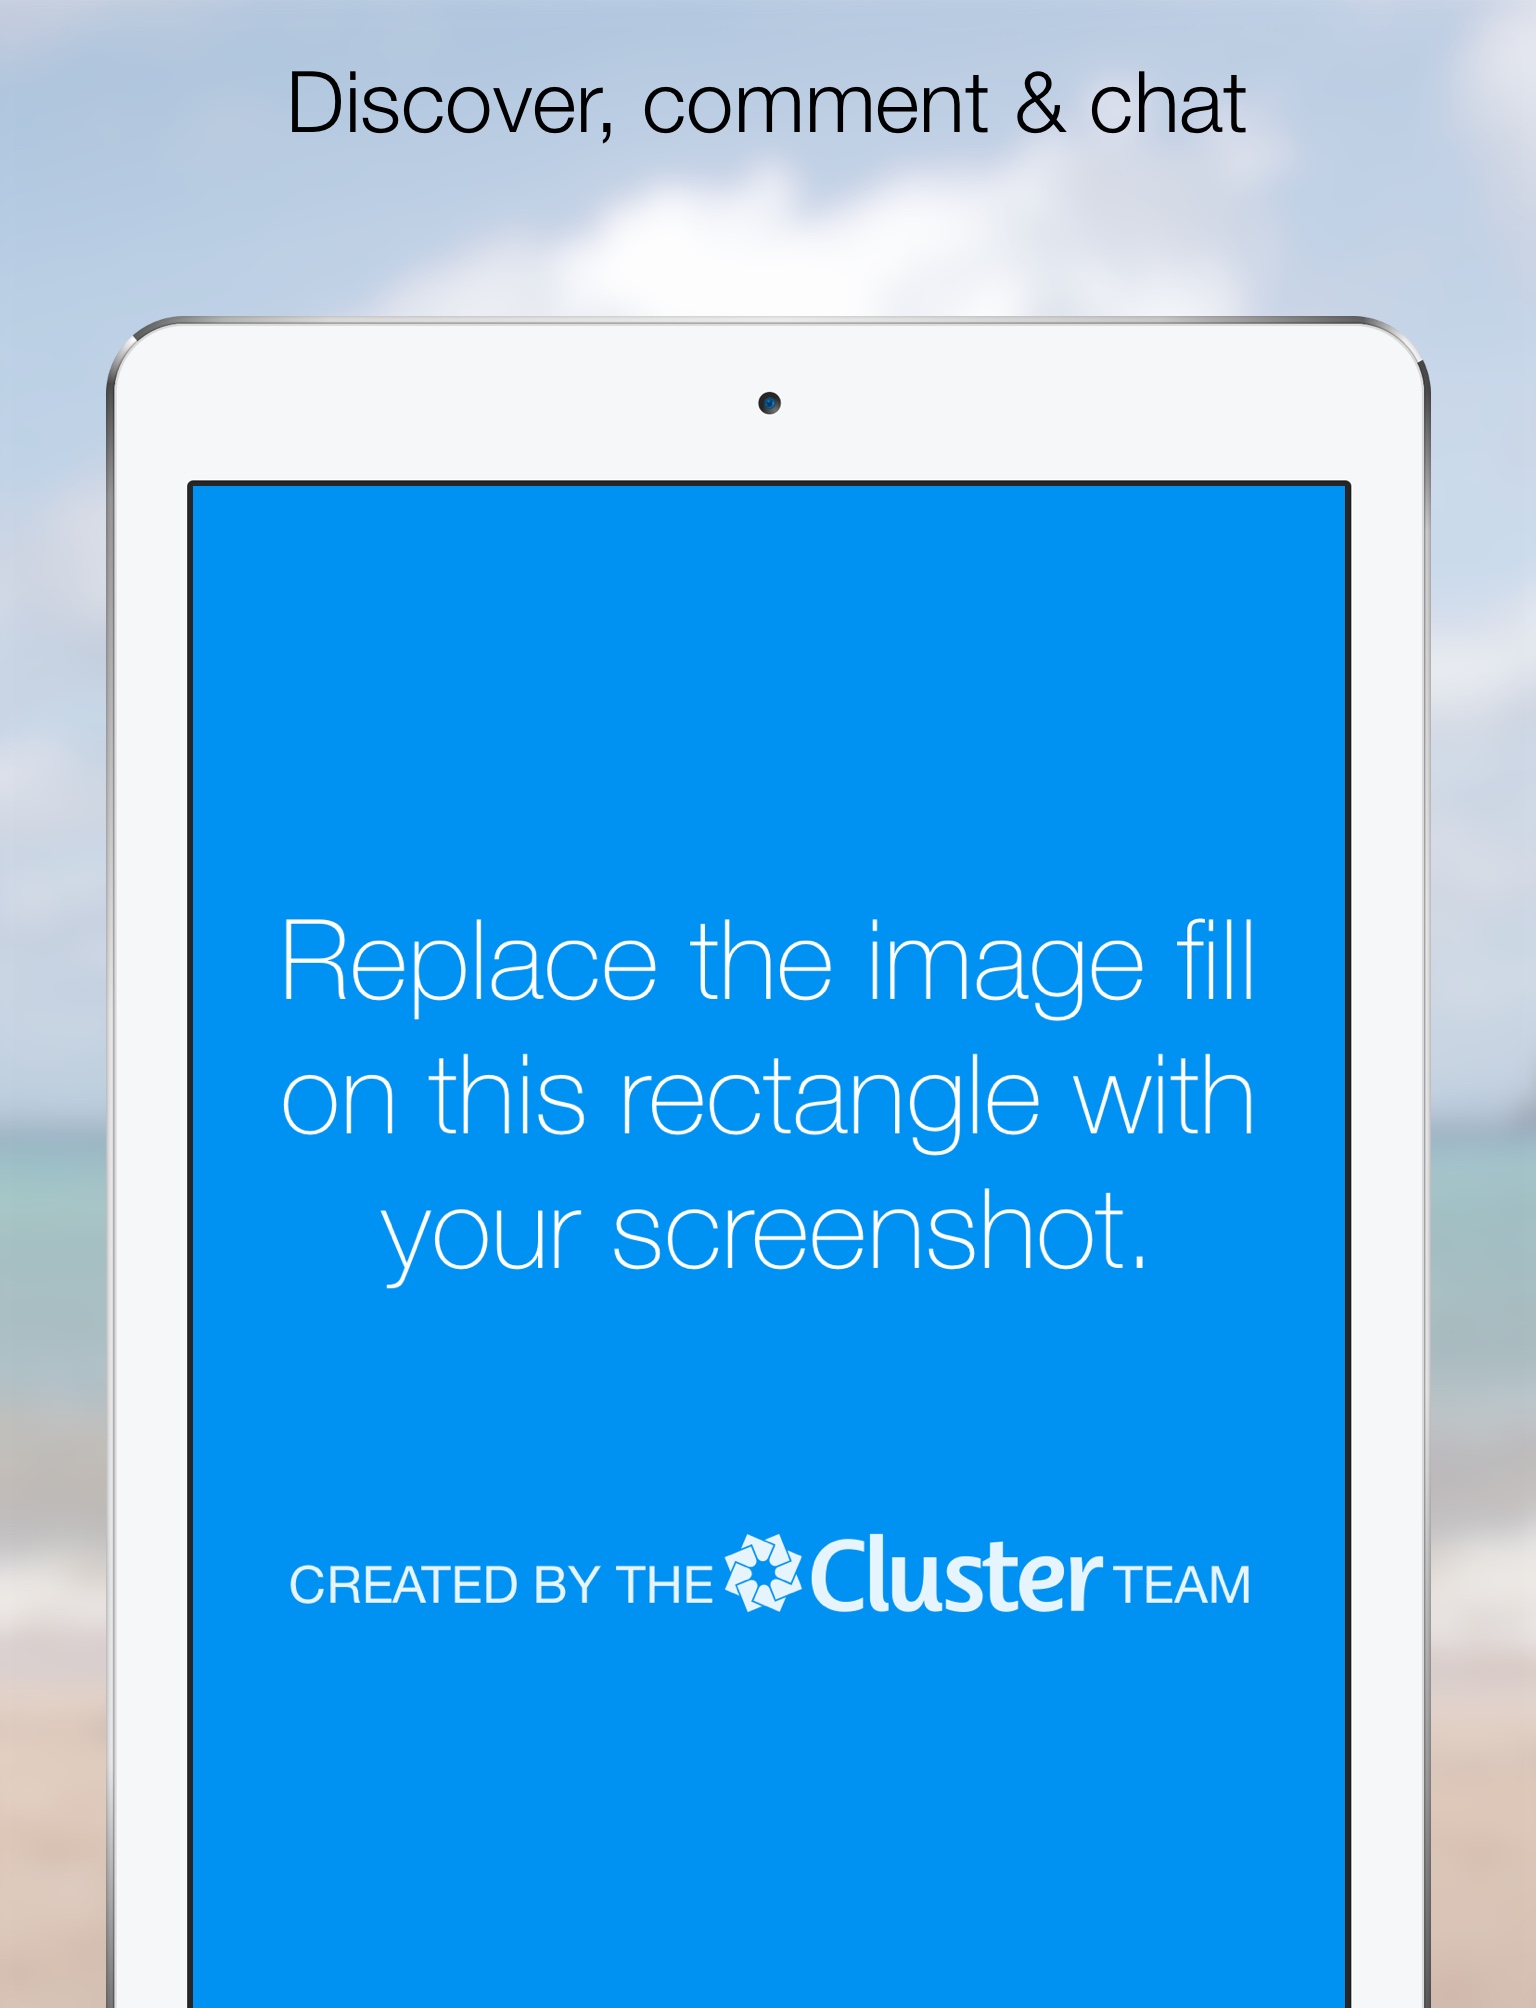 Discover, comment & chat
Replace the image fill
on this rectangle with
your screenshot.
CREATED BY THE Cluster TEAM